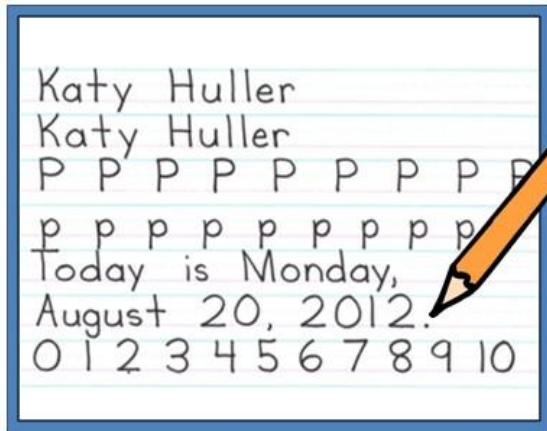 Katy Huller
Katy Huller
P P P P P P P P P
p p p p p p p p p
Today is Monday,
August 20, 2012.
0 1 2 3 4 5 6 7 8 9 10